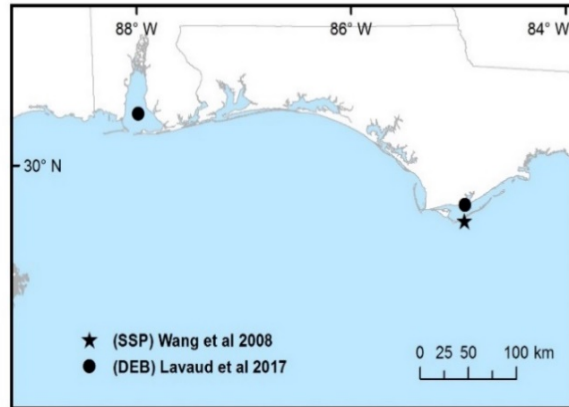 88° W 86° W 84° W
30° N
(SSP) Wang et al 2008
(DEB) Lavaud et al 2017
0 25 50 100 km